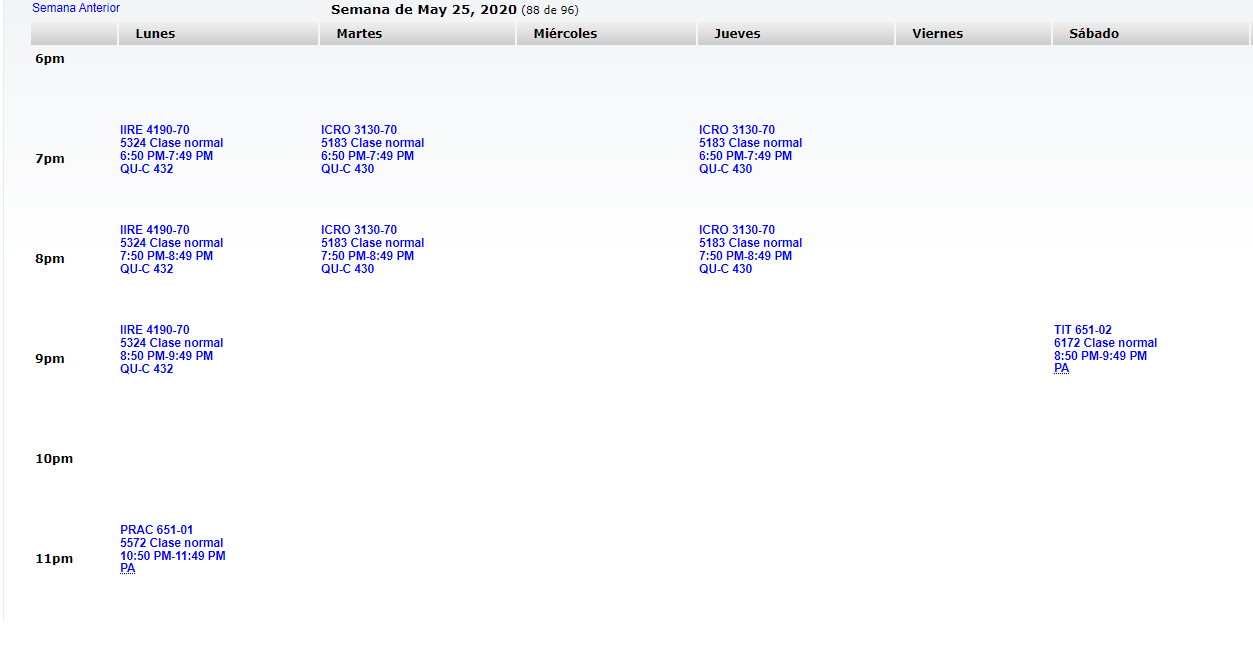 Semana Anterior
Semana de May 25, 2020 (88 de 96)
Lunes Martes Miércoles Jueves Viernes Sábado
6pm
7pm
IIRE 4190-70
5324 Clase normal
6:50 PM-7:49 PM
QU-C 432
ICRO 3130-70
5183 Clase normal
6:50 PM-7:49 PM
QU-C 430
ICRO 3130-70
5183 Clase normal
6:50 PM-7:49 PM
QU-C 430
8pm
IIRE 4190-70
5324 Clase normal
7:50 PM-8:49 PM
QU-C 432
ICRO 3130-70
5183 Clase normal
7:50 PM-8:49 PM
QU-C 430
ICRO 3130-70
5183 Clase normal
7:50 PM-8:49 PM
QU-C 430
9pm
IIRE 4190-70
5324 Clase normal
8:50 PM-9:49 PM
QU-C 432
TIT 651-02
6172 Clase normal
8:50 PM-9:49 PM
PA
10pm
11pm
PRAC 651-01
5572 Clase normal
10:50 PM-11:49 PM
PA